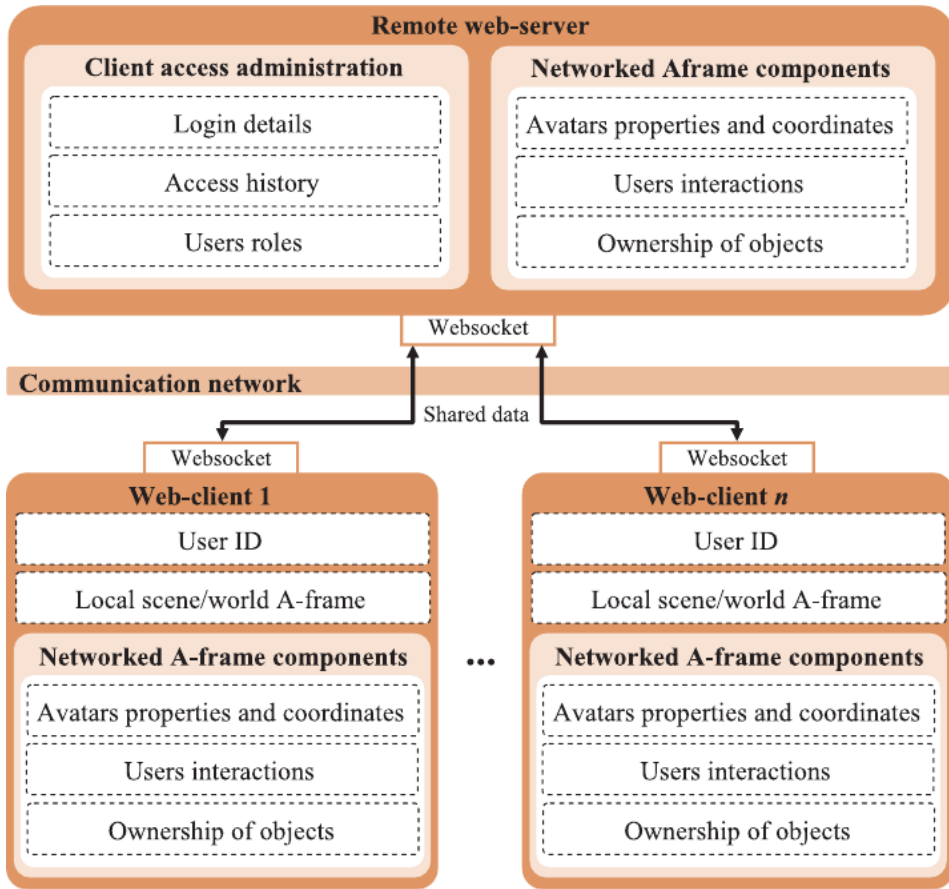 Remote web-server
Client access administration
Login details
Access history
Users roles
Networked Aframe components
Avatars properties and coordinates
Users interactions
Ownership of objects
Websocket
Communication network
Shared data
Websocket
Web-client 1
User ID
Local scene/world A-frame
Networked A-frame components
Avatars properties and coordinates
Users interactions
Ownership of objects
...
Websocket
Web-client n
User ID
Local scene/world A-frame
Networked A-frame components
Avatars properties and coordinates
Users interactions
Ownership of objects